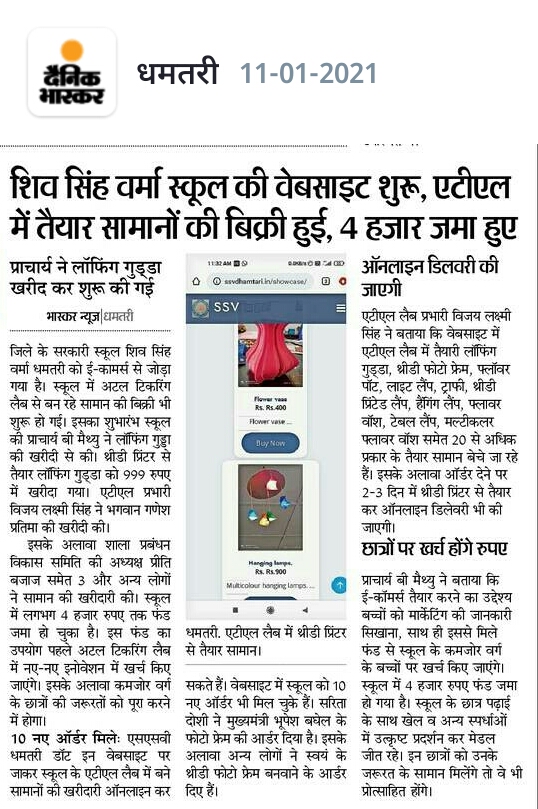 दैनिक
भास्कर
धमतरी 11-01-2021
शिव सिंह वर्मा स्कूल की वेबसाइट शुरू, एटीएल
में तैयार सामानों की बिक्री हुई, 4 हजार जमा हुए
प्राचार्य ने लॉफिंग गुड्डा
खरीद कर शुरू की गई
भास्कर न्यूज|धमतरी
जिले के सरकारी स्कूल शिव सिंह
वर्मा धमतरी को ई-कामर्स से जोड़ा
गया है। स्कूल में अटल टिकरिंग
लैब से बन रहे सामान की बिक्री भी
शुरू हो गई। इसका शुभारंभ स्कूल
की प्राचार्य बी मैथ्यु ने लॉफिंग गुड्डा
की खरीदी से की। थ्रीडी प्रिंटर से
तैयार लॉफिंग गुड्डा को 999 रुपए
में खरीदा गया। एटीएल प्रभारी
विजय लक्ष्मी सिंह ने भगवान गणेश
प्रतिमा की खरीदी की।
इसके अलावा शाला प्रबंधन
विकास समिति की अध्यक्ष प्रीति
बजाज समेत 3 और अन्य लोगों
ने सामान की खरीदारी की। स्कूल
में लगभग 4 हजार रुपए तक फंड
जमा हो चुका है। इस फंड का
उपयोग पहले अटल टिकरिंग लैब
में नए-नए इनोवेशन में खर्च किए
जाएंगे। इसके अलावा कमजोर वर्ग
के छात्रों की जरूरतों को पूरा करने
में होगा।
10 नए ऑर्डर मिलेः एसएसवी
धमतरी डॉट इन वेबसाइट पर
जाकर स्कूल के एटीएल लैब में बने
सामानों की खरीदारी ऑनलाइन कर
11:32 AM
ssvdhamtari.in/showcase/
SSV
Flower vase
Rs. Rs.400
Flower vase ...
Buy Now
Hanging lamps,
Rs. Rs.900
Multicolour hanging lamps. ...
धमतरी. एटीएल लैब में थ्रीडी प्रिंटर
से तैयार सामान।
सकते हैं। वेबसाइट में स्कूल को 10
नए ऑर्डर भी मिल चुके हैं। सरिता
दोशी ने मुख्यमंत्री भूपेश बघेल के
फोटो फ्रेम की आर्डर दिया है। इसके
अलावा अन्य लोगों ने स्वयं के
थ्रीडी फोटो फ्रेम बनवाने के आर्डर
दिए हैं।
ऑनलाइन डिलवरी की
जाएगी
एटीएल लैब प्रभारी विजय लक्ष्मी
सिंह ने बताया कि वेबसाइट में
एटीएल लैब में तैयारी लॉफिंग
गुड्डा, थ्रीडी फोटो फ्रेम, फ्लॉवर
पॉट, लाइट लैंप, ट्राफी, थ्रीडी
प्रिंटेड लैंप, हैंगिंग लैंप, फ्लावर
वॉश, टेबल लैंप, मल्टीकलर
फ्लावर वॉश समेत 20 से अधिक
प्रकार के तैयार सामान बेचे जा रहे
हैं। इसके अलावा ऑर्डर देने पर
2-3 दिन में थ्रीडी प्रिंटर से तैयार
कर ऑनलाइन डिलेवरी भी की
जाएगी।
छात्रों पर खर्च होंगे रुपए
प्राचार्य बी मैथ्यु ने बताया कि
ई-कॉमर्स तैयार करने का उद्देश्य
बच्चों को मार्केटिंग की जानकारी
सिखाना, साथ ही इससे मिले
फंड से स्कूल के कमजोर वर्ग
के बच्चों पर खर्च किए जाएंगे।
स्कूल में 4 हजार रुपए फंड जमा
हो गया है। स्कूल के छात्र पढ़ाई
के साथ खेल व अन्य स्पर्धाओं
में उत्कृष्ट प्रदर्शन कर मेडल
जीत रहे। इन छात्रों को उनके
जरूरत के सामान मिलेंगे तो वे भी
प्रोत्साहित होंगे।